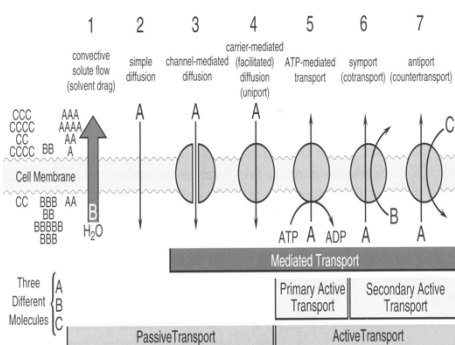 1 2 3 4 5 6 7
convective
solute flow
(solvent drag)
simple
diffusion
channel-mediated
diffusion
carrier-mediated
(facilitated)
diffusion
(uniport)
ATP-mediated
transport
symport
(cotransport)
antiport
(countertransport)
CCC AAA
CCCC AAAA
CC AA
CCCC BB A
A A A C
Cell Membrane
CC BBB AA
BB
BBBBB
BBB
B
H₂O
ATP A ADP A B A
Mediated Transport
Primary Active
Transport
Secondary Active
Transport
Three
Different
Molecules
A
B
C
PassiveTransport ActiveTransport